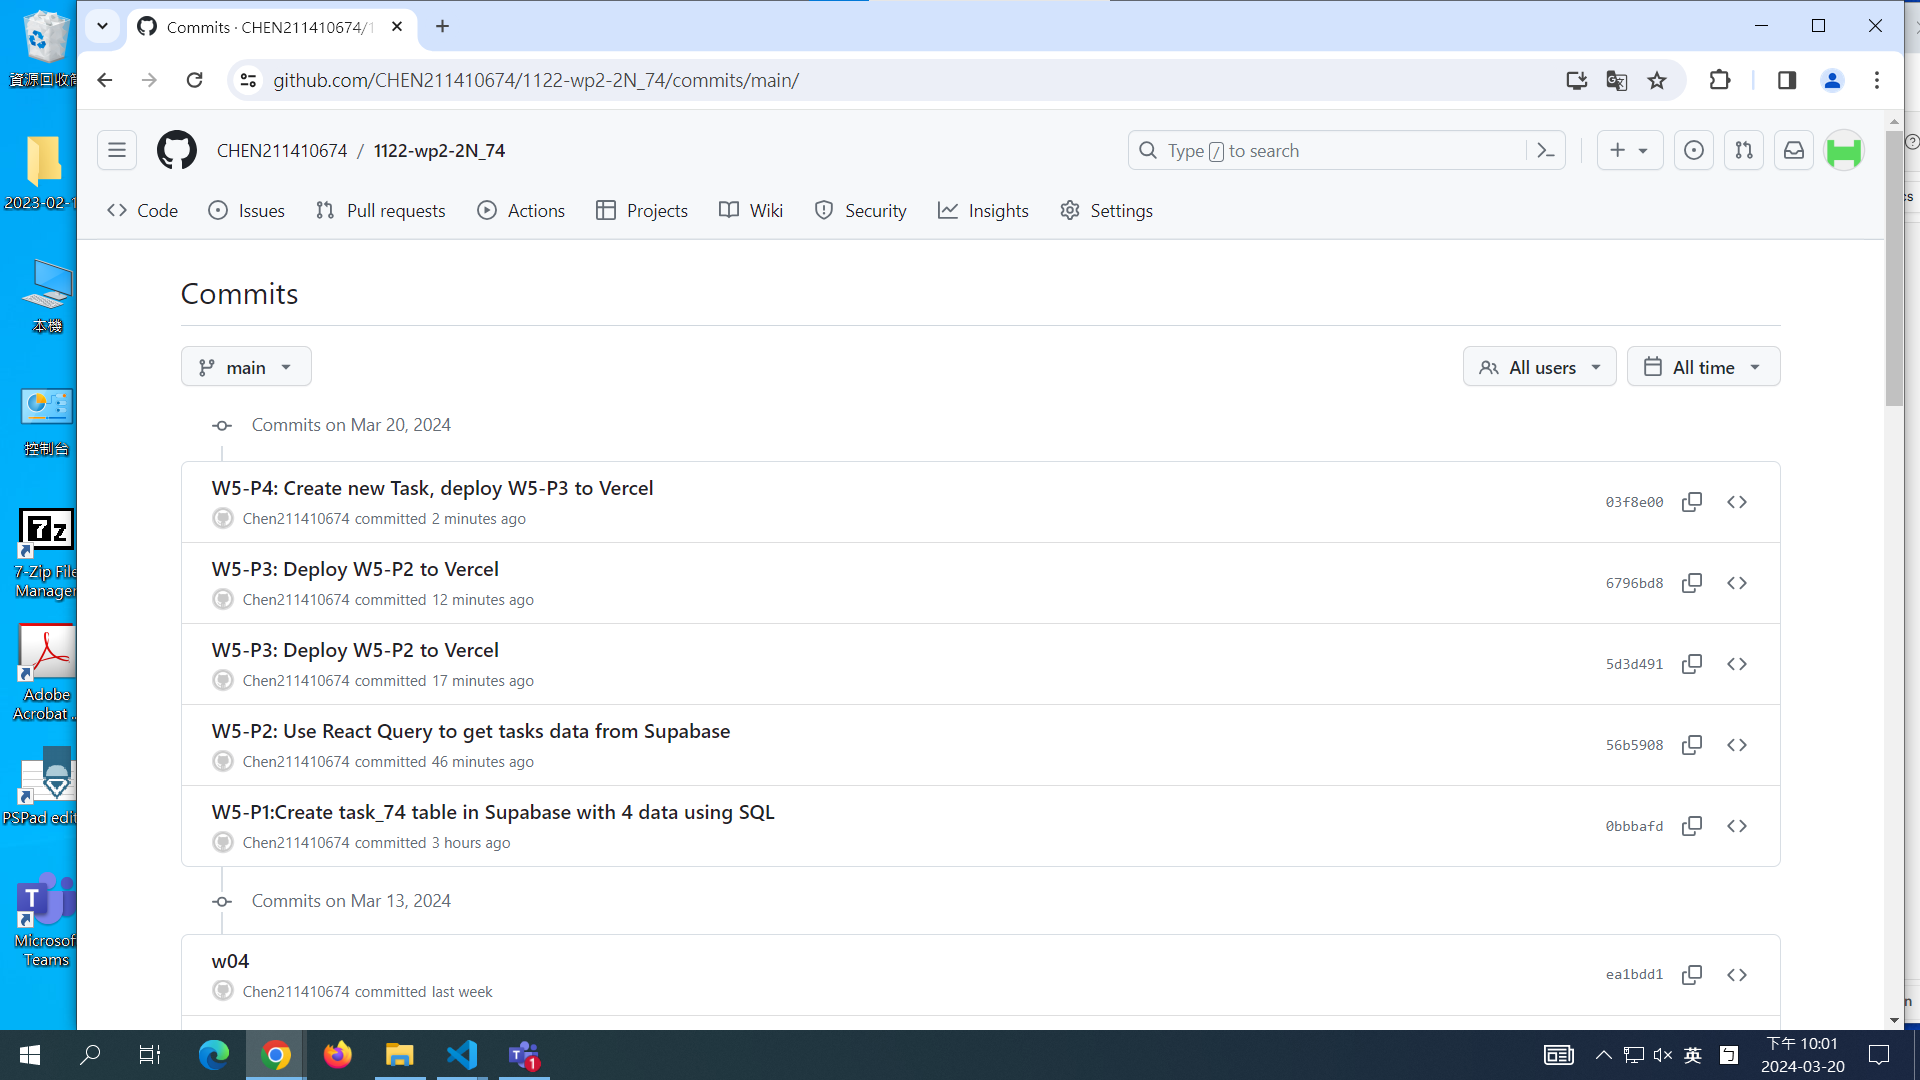 Commits · CHEN211410674/1
github.com/CHEN211410674/1122-wp2-2N_74/commits/main/
CHEN211410674 / 1122-wp2-2N_74
Type / to search
Code
Issues
Pull requests
Actions
Projects
Wiki
Security
Insights
Settings
Commits
main
All users
All time
Commits on Mar 20, 2024
W5-P4: Create new Task, deploy W5-P3 to Vercel
Chen211410674 committed 2 minutes ago
03f8e00
W5-P3: Deploy W5-P2 to Vercel
Chen211410674 committed 12 minutes ago
6796bd8
W5-P3: Deploy W5-P2 to Vercel
Chen211410674 committed 17 minutes ago
5d3d491
W5-P2: Use React Query to get tasks data from Supabase
Chen211410674 committed 46 minutes ago
56b5908
W5-P1:Create task_74 table in Supabase with 4 data using SQL
Chen211410674 committed 3 hours ago
0bbbafd
Commits on Mar 13, 2024
w04
Chen211410674 committed last week
ea1bdd1
資源回收筒
2023-02-1
本機
控制台
7z
7-Zip File
Manager
Adobe
Acrobat ...
PSPad edit
T
Microsof
Teams
cs
n
T
1
英
ㄅ
下午 10:01
2024-03-20